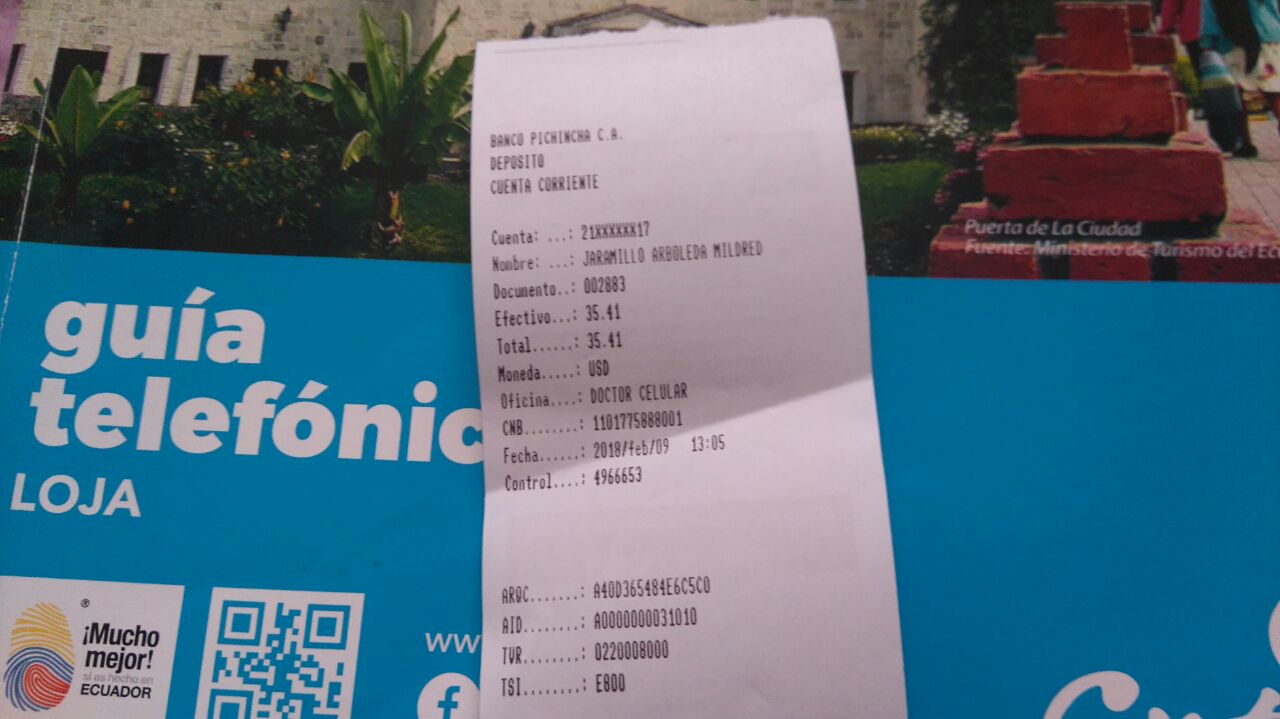 BANCO PICHINCHA C.A.
DEPOSITO
CUENTA CORRIENTE
Cuenta: ...: 21XXXXXX17
Nombre: ...: JARAMILLO ARBOLEDA MILDRED
Documento..: 002883
Efectivo...: 35.41
Total......: 35.41
Moneda.....: USD
Oficina....: DOCTOR CELULAR
CNB........: 1101775888001
Fecha......: 2018/feb/09 13:05
Control....: 4966653
ARQC.......: A40D365484E6C5C0
AID........: A0000000031010
TVR........: 0220008000
TSI........: E800
Puerta de La Ciudad
Fuente: Ministerio de Turismo del Ec
guía
telefónic
LOJA
®
¡Mucho
mejor!
si es hecho en
ECUADOR
ww
f